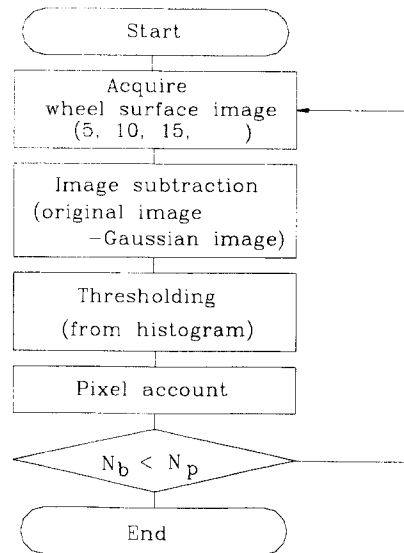 Start
Acquire
wheel surface image
(5, 10, 15,      )
Image subtraction
(original image
-Gaussian image)
Thresholding
(from histogram)
Pixel account
N_b < N_p
End